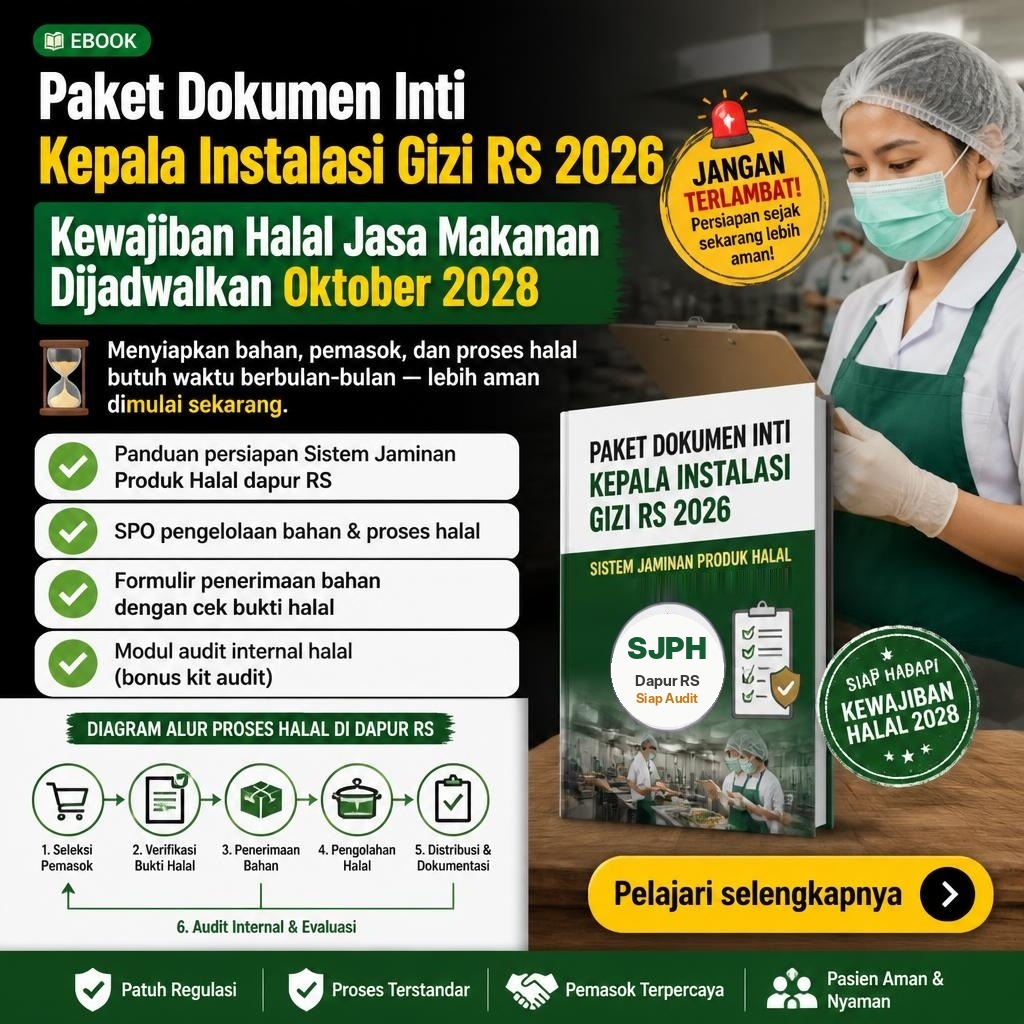 EBOOK
Paket Dokumen Inti
Kepala Instalasi Gizi RS 2026
JANGAN
TERLAMBAT!
Persiapan sejak
sekarang lebih
aman!
Kewajiban Halal Jasa Makanan
Dijadwalkan Oktober 2028
Menyiapkan bahan, pemasok, dan proses halal
butuh waktu berbulan-bulan — lebih aman
dimulai sekarang.
Panduan persiapan Sistem Jaminan
Produk Halal dapur RS
SPO pengelolaan bahan & proses halal
Formulir penerimaan bahan
dengan cek bukti halal
Modul audit internal halal
(bonus kit audit)
PAKET DOKUMEN INTI
KEPALA INSTALASI
GIZI RS 2026
SISTEM JAMINAN PRODUK HALAL
SJPH
Dapur RS
Siap Audit
SIAP
KEWAJIBAN
HALAL 2028
DIAGRAM ALUR PROSES HALAL DI DAPUR RS
1. Seleksi
Pemasok
2. Verifikasi
Bukti Halal
3. Penerimaan
Bahan
4. Pengolahan
Halal
5. Distribusi &
Dokumentasi
6. Audit Internal & Evaluasi
Pelajari selengkapnya
Patuh Regulasi
Proses Terstandar
Pemasok Terpercaya
Pasien Aman &
Nyaman